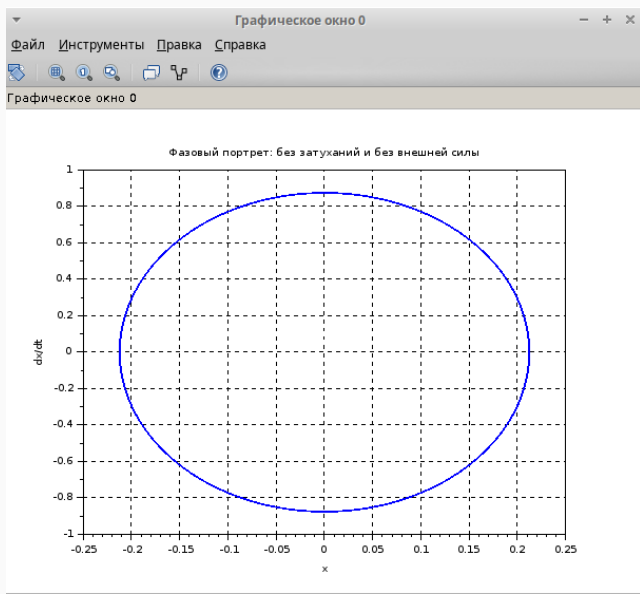 Графическое окно 0
Файл Инструменты Правка Справка
Графическое окно 0
Фазовый портрет: без затуханий и без внешней силы
1
0.8
0.6
0.4
0.2
0
-0.2
-0.4
-0.6
-0.8
-1
dx/dt
-0.25 -0.2 -0.15 -0.1 -0.05 0 0.05 0.1 0.15 0.2 0.25
x